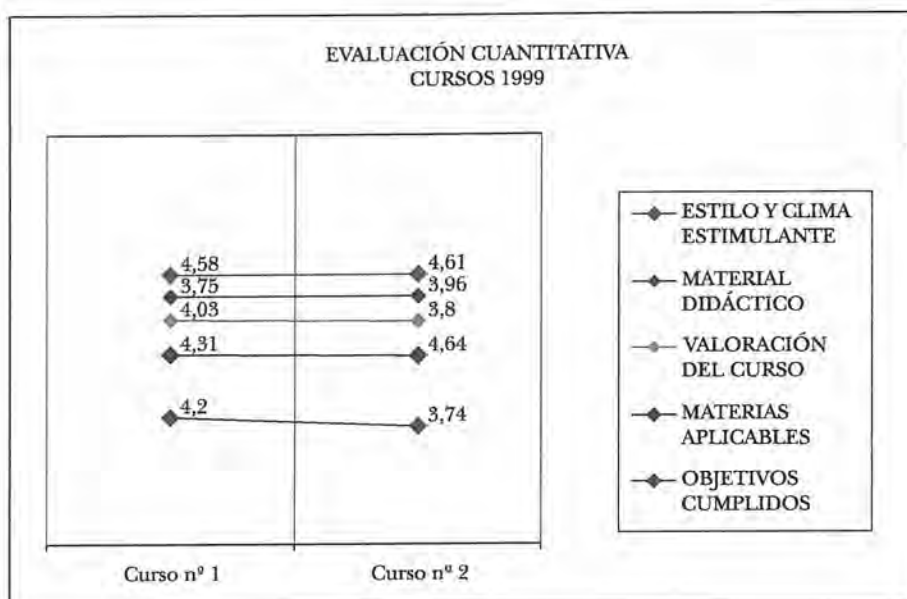 EVALUACIÓN CUANTITATIVA
CURSOS 1999
4,58
4,61
3,75
3,96
4,03
3,8
4,31
4,64
4,2
3,74
Curso nº 1
Curso nª 2
ESTILO Y CLIMA
ESTIMULANTE
MATERIAL
DIDÁCTICO
VALORACIÓN
DEL CURSO
MATERIAS
APLICABLES
OBJETIVOS
CUMPLIDOS